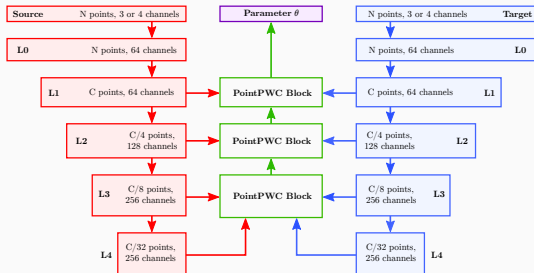 Source N points, 3 or 4 channels
Parameter θ
N points, 3 or 4 channels Target
L0 N points, 64 channels
N points, 64 channels L0
L1 C points, 64 channels
PointPWC Block
C points, 64 channels L1
L2 C/4 points,
128 channels
PointPWC Block
C/4 points,
128 channels
L2
L3 C/8 points,
256 channels
PointPWC Block
C/8 points,
256 channels
L3
L4 C/32 points,
256 channels
C/32 points,
256 channels
L4